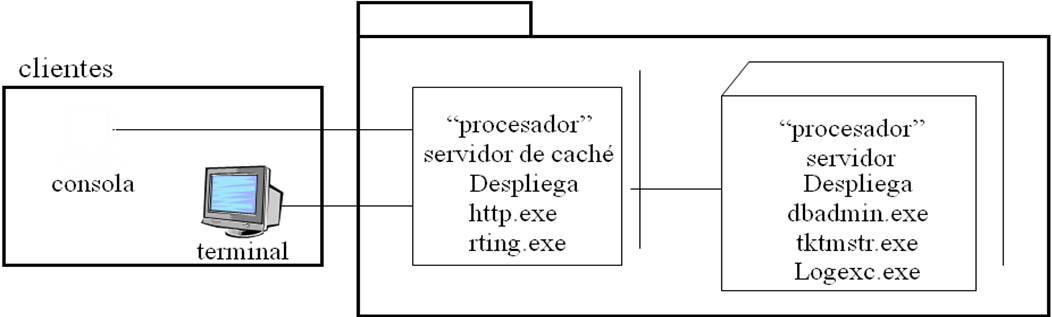 clientes
consola
terminal
“procesador”
servidor de caché
Despliega
http.exe
rting.exe
“procesador”
servidor
Despliega
dbadmin.exe
tktmstr.exe
Logexc.exe